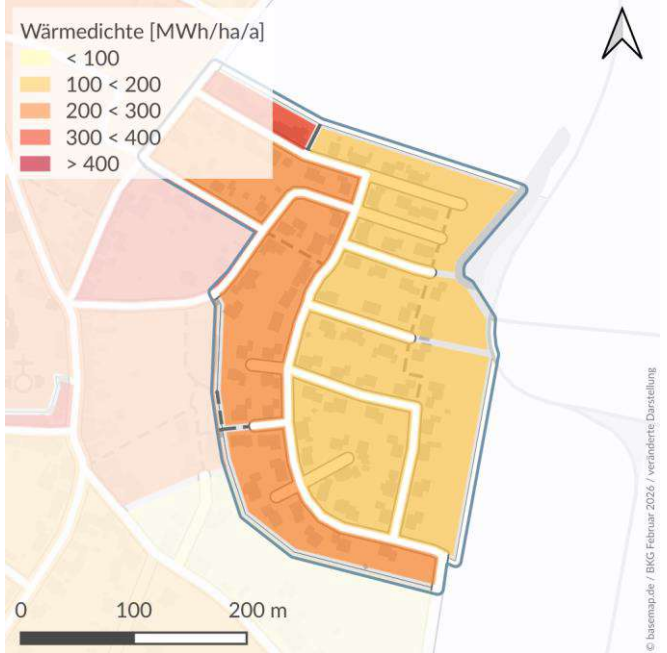 Wärmedichte [MWh/ha/a]
< 100
100 < 200
200 < 300
300 < 400
> 400
0 100 200 m
© basemap.de / BKG Februar 2026 / veränderte Darstellung